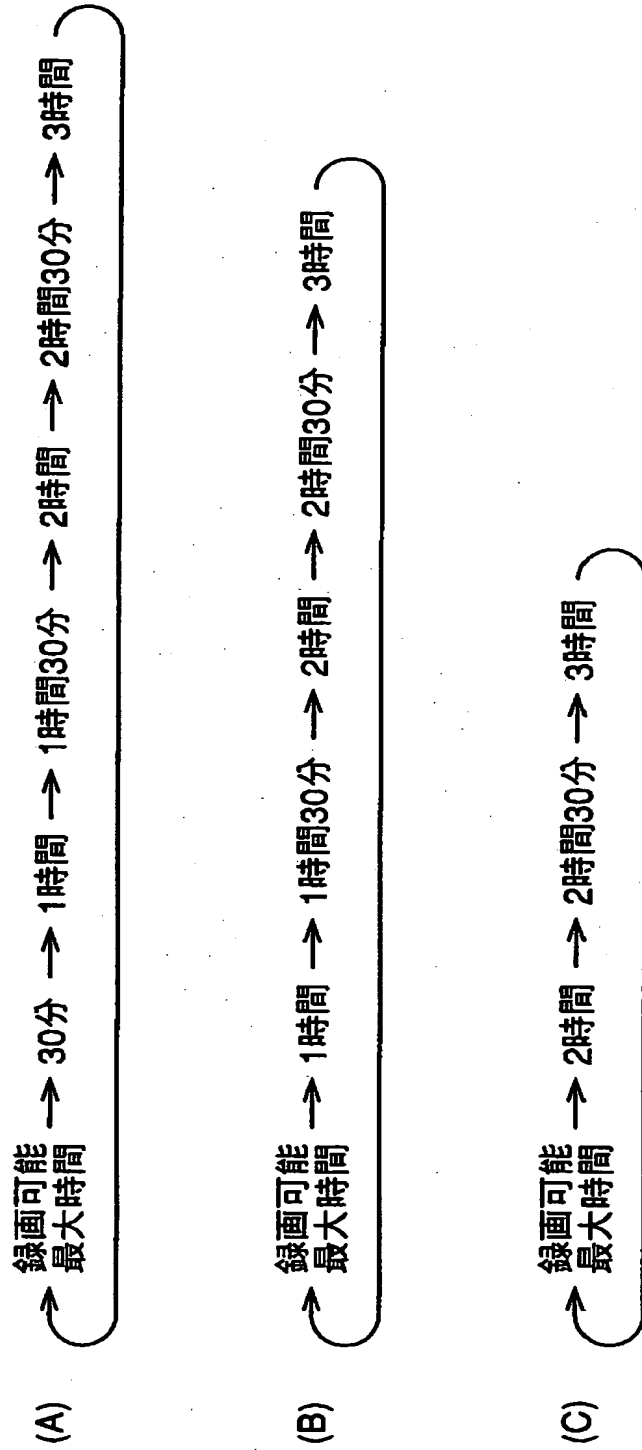 (A)
録画可能
最大時間 → 30分 → 1時間 → 1時間30分 → 2時間 → 2時間30分 → 3時間
(B)
録画可能
最大時間 → 1時間 → 1時間30分 → 2時間 → 2時間30分 → 3時間
(C)
録画可能
最大時間 → 2時間 → 2時間30分 → 3時間